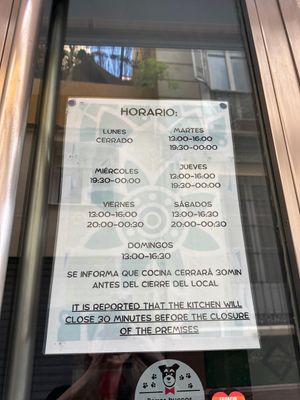 HORARIO:
LUNES
CERRADO
MARTES
13:00-16:00
19:30-00:00
MIÉRCOLES
19:30-00:00
JUEVES
13:00-16:00
19:30-00:00
VIERNES
13:00-16:00
20:00-00:30
SÁBADOS
13:00-16:30
20:00-00:30
DOMINGOS
13:00-16:30
SE INFORMA QUE COCINA CERRARÁ 30MIN
ANTES DEL CIERRE DEL LOCAL
IT IS REPORTED THAT THE KITCHEN WILL
CLOSE 30 MINUTES BEFORE THE CLOSURE
OF THE PREMISES